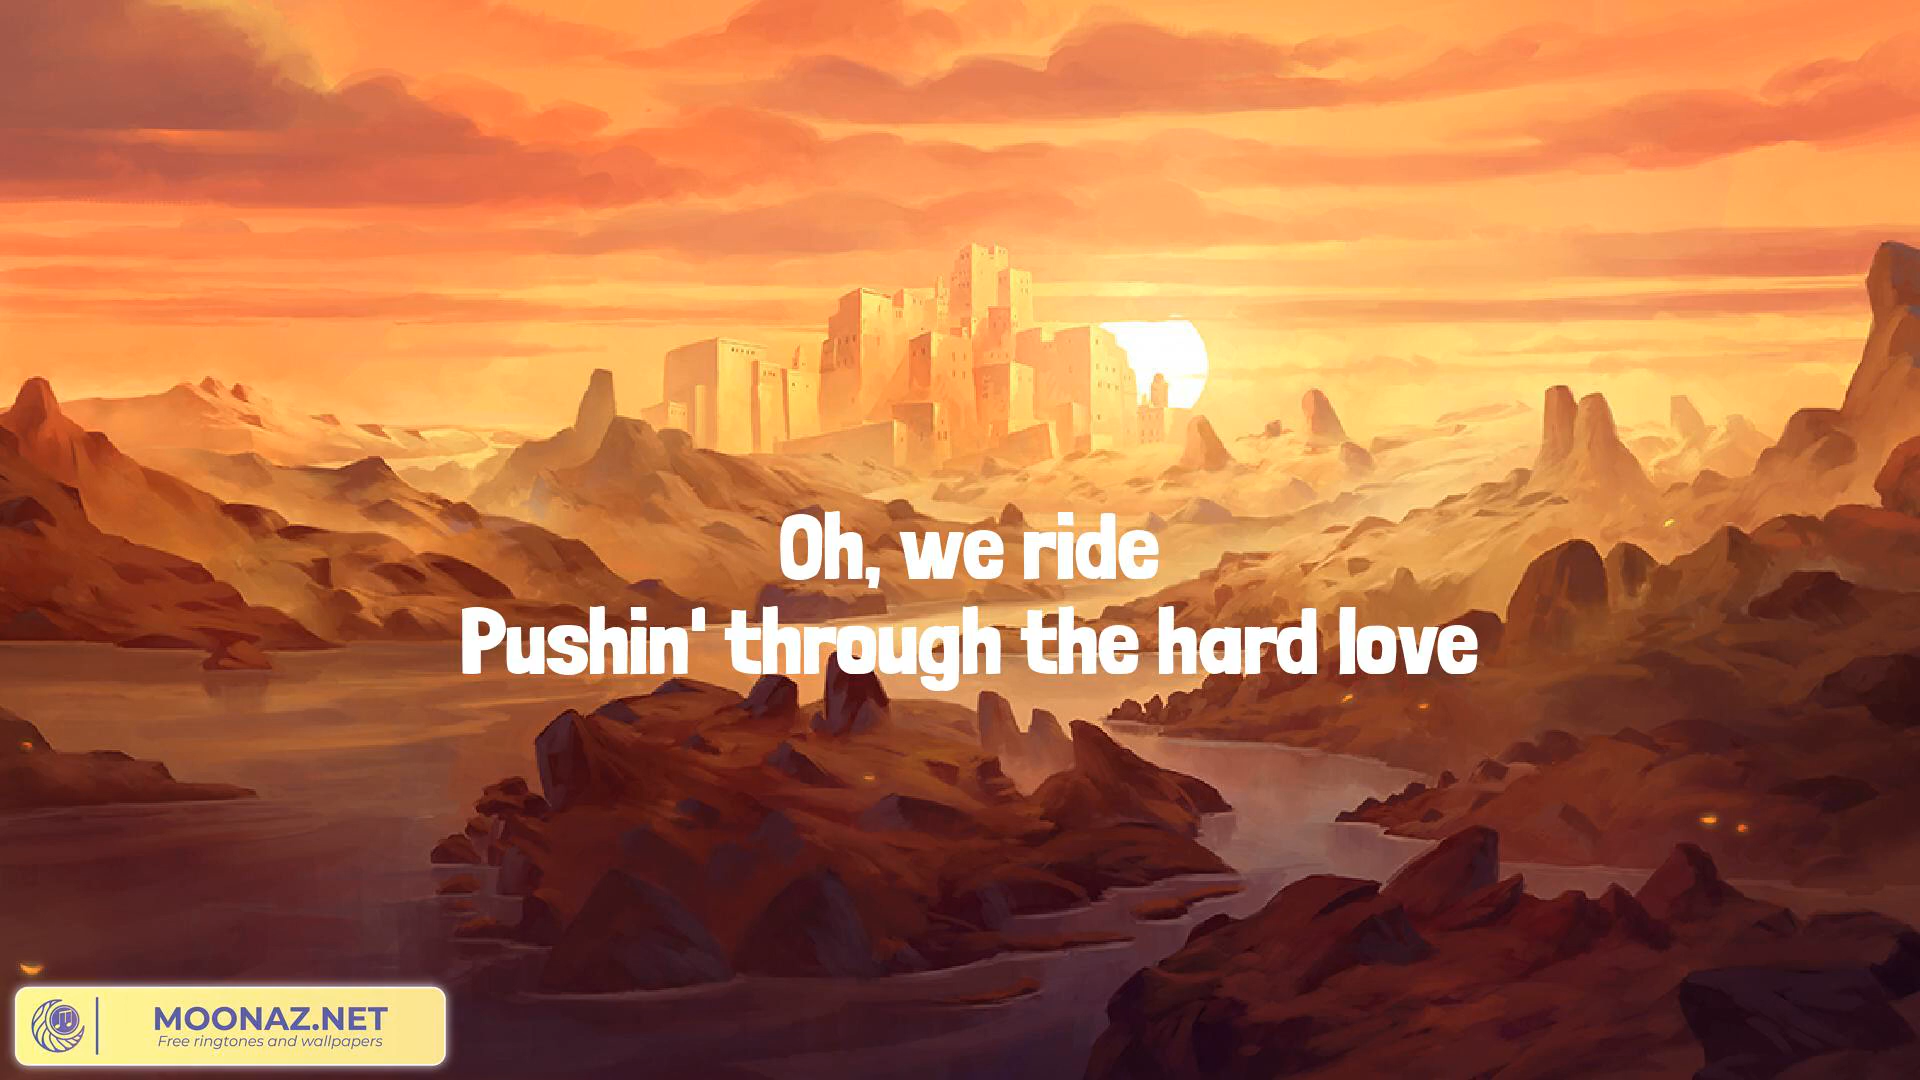 Oh, we ride
Pushin' through the hard love
MOONAZ.NET
Free ringtones and wallpapers